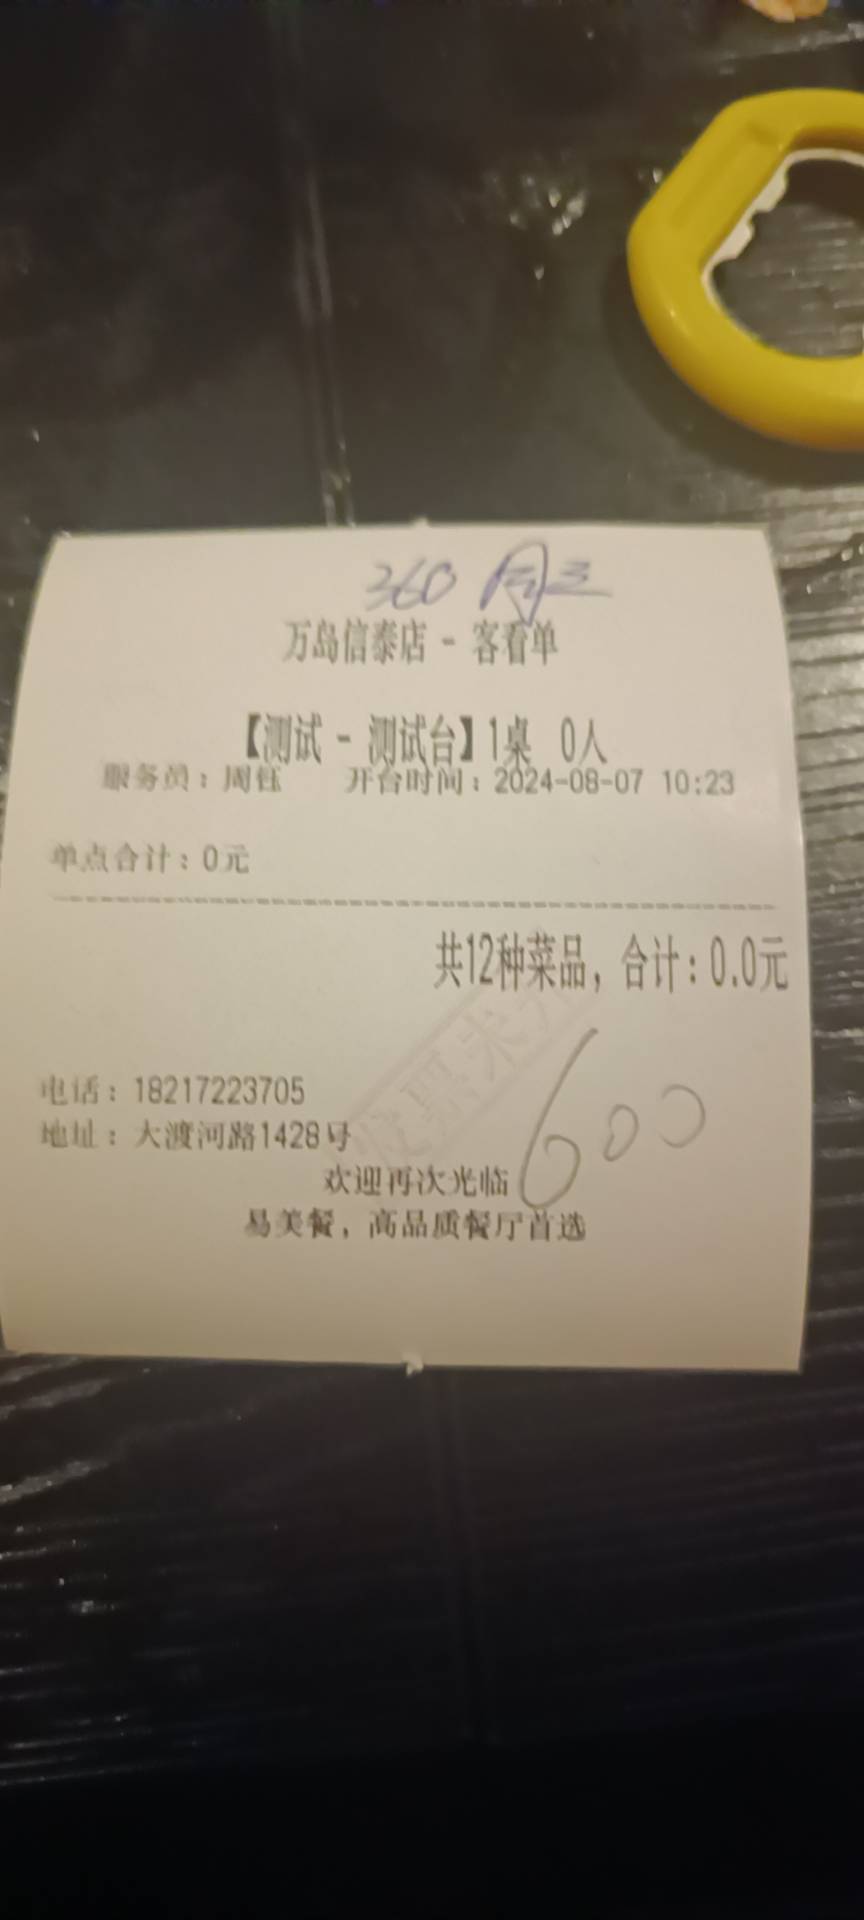 360 周三
万岛信泰店 - 客看单
【测试 - 测试台】1桌 0人
服务员：周钰 开台时间：2024-08-07 10:23
单点合计：0元
共12种菜品，合计：0.0元
600
电话：18217223705
地址：大渡河路1428号
欢迎再次光临
易美餐，高品质餐厅首选